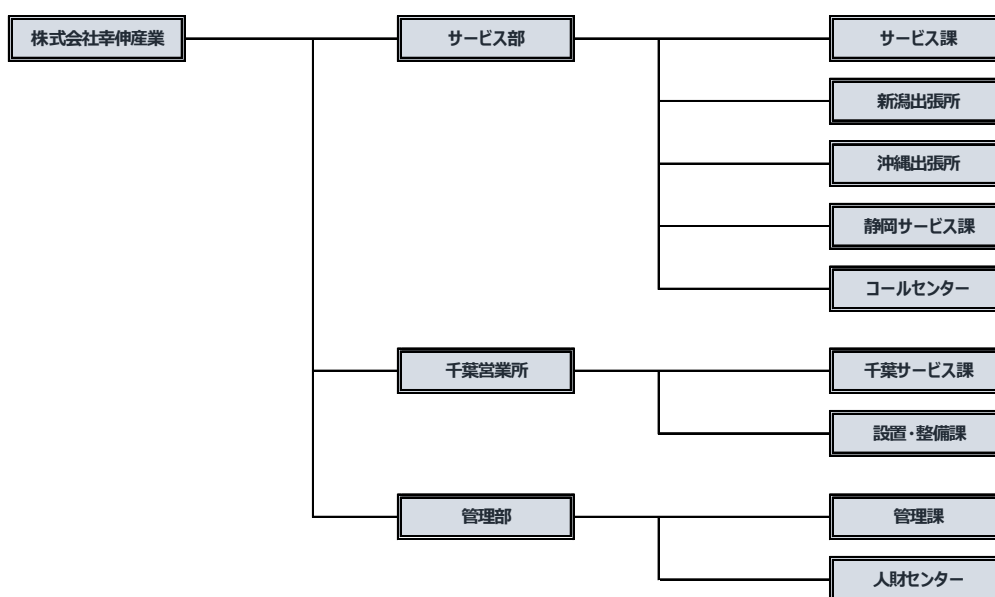 株式会社幸伸産業
サービス部
サービス課
新潟出張所
沖縄出張所
静岡サービス課
コールセンター
千葉営業所
千葉サービス課
設置・整備課
管理部
管理課
人財センター